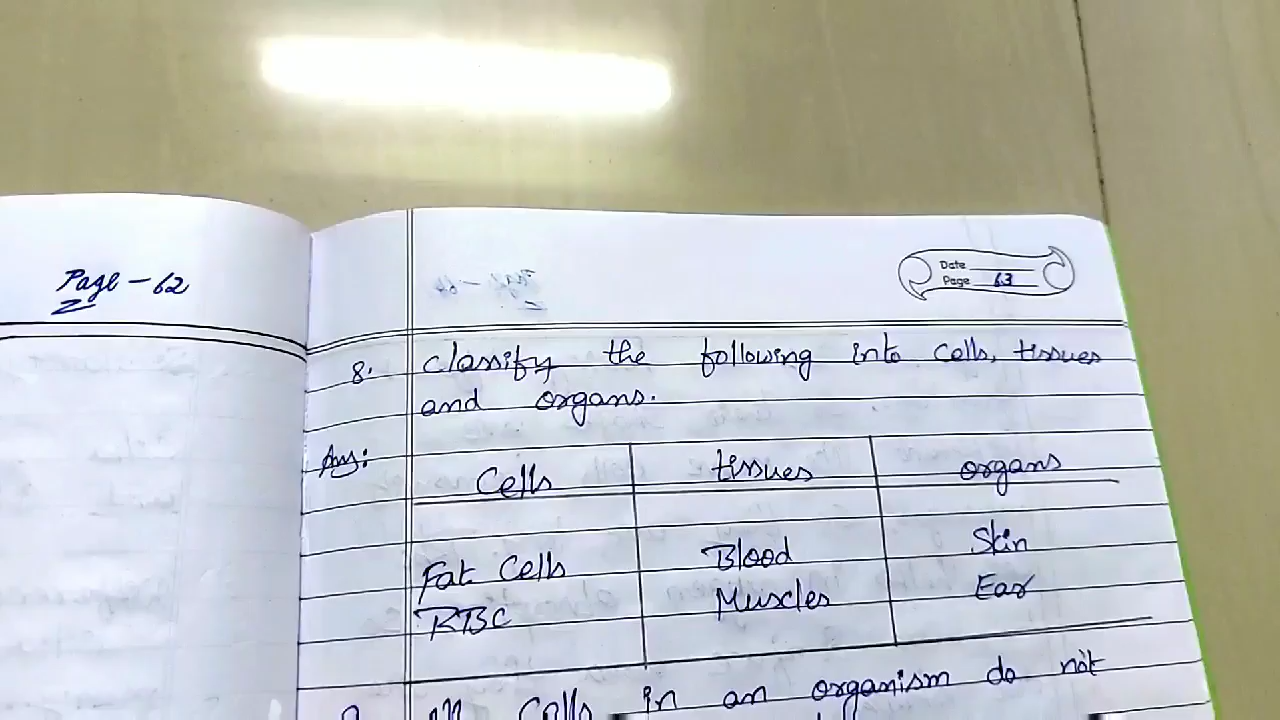 Page - 62
Date
Page 63
8. Classify the following into cells, tissues
and organs.
Ans:
Cells tissues organs
Fat Cells Blood Skin
RBC Muscles Ear
cells in an organism do not